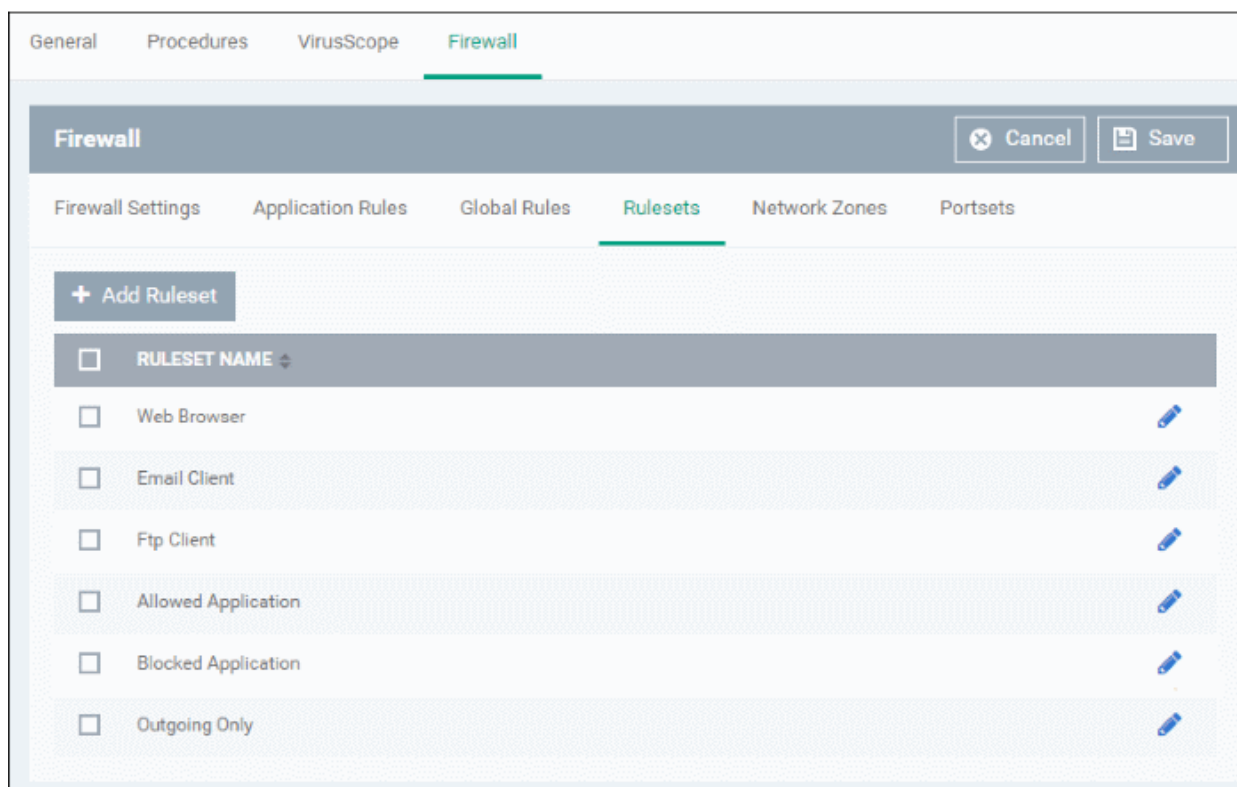 General Procedures VirusScope Firewall
Firewall Cancel Save
Firewall Settings Application Rules Global Rules Rulesets Network Zones Portsets
+ Add Ruleset
RULESET NAME
Web Browser
Email Client
Ftp Client
Allowed Application
Blocked Application
Outgoing Only